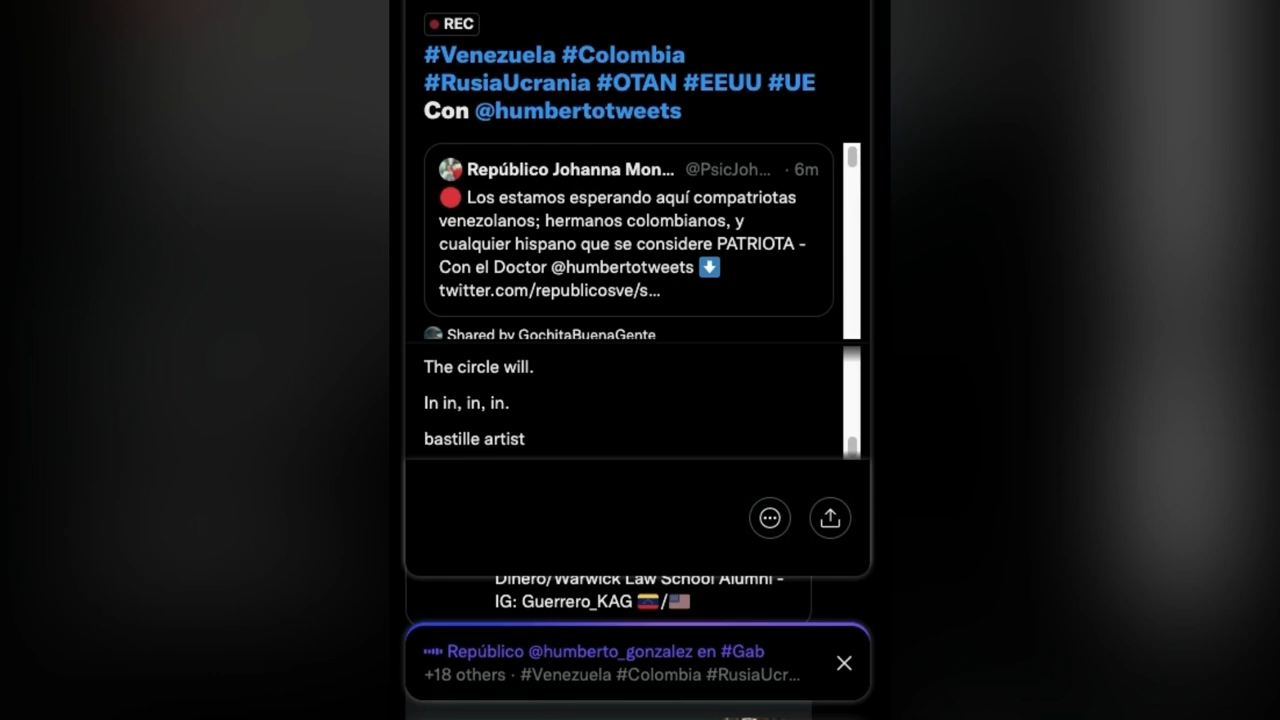 REC
#Venezuela #Colombia
#RusiaUcrania #OTAN #EEUU #UE
Con @humbertotweets
Repúblico Johanna Mon... @PsicJoh... · 6m
🔴 Los estamos esperando aquí compatriotas
venezolanos; hermanos colombianos, y
cualquier hispano que se considere PATRIOTA -
Con el Doctor @humbertotweets ⬇️
twitter.com/republicosve/s...
Shared by GochitaBuenaGente
The circle will.
In in, in, in.
bastille artist
Dinero/Warwick Law School Alumni -
IG: Guerrero_KAG 🇻🇪/🇺🇸
Repúblico @humberto_gonzalez en #Gab
+18 others · #Venezuela #Colombia #RusiaUcr...